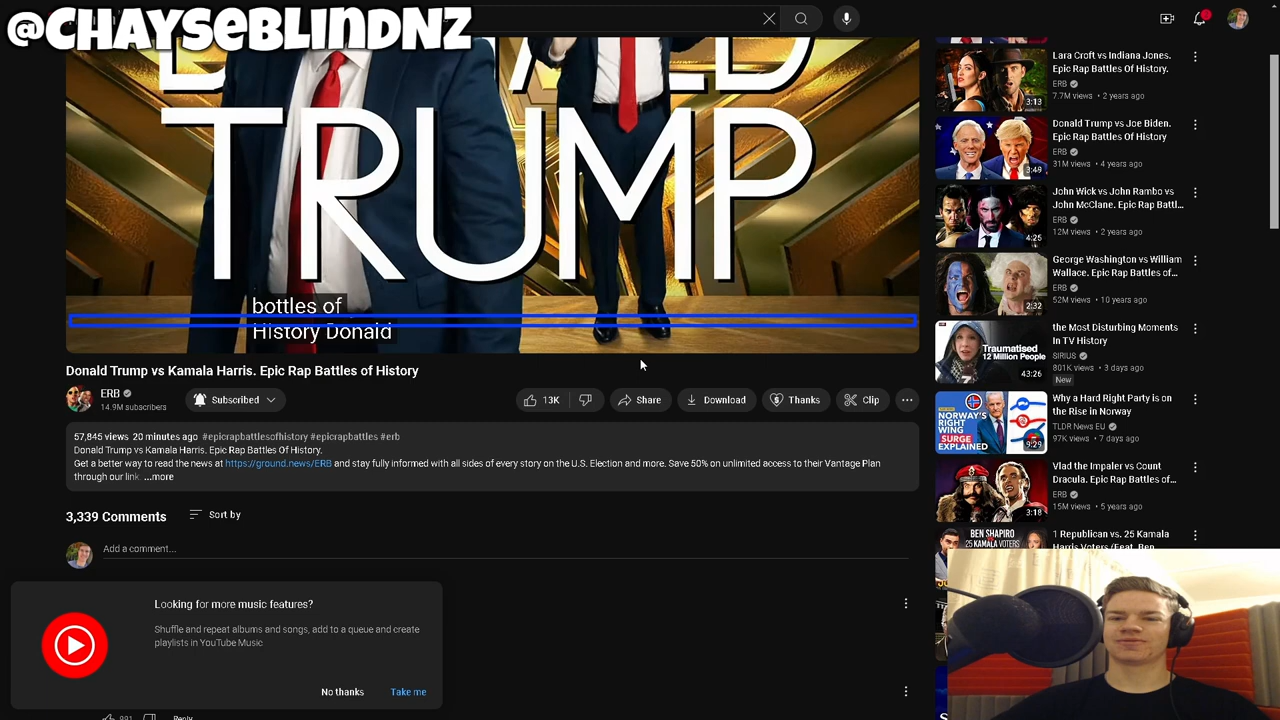 @CHAYSEBLINDNZ
TRUMP
bottles of
History Donald
Donald Trump vs Kamala Harris. Epic Rap Battles of History
ERB
14.9M subscribers
Subscribed
13K
Share
Download
Thanks
Clip
57,845 views 20 minutes ago #epicrapbattlesofhistory #epicrapbattles #erb
Donald Trump vs Kamala Harris. Epic Rap Battles Of History.
Get a better way to read the news at https://ground.news/ERB and stay fully informed with all sides of every story on the U.S. Election and more. Save 50% on unlimited access to their Vantage Plan
through our link. ...more
3,339 Comments
Sort by
Add a comment...
Looking for more music features?
Shuffle and repeat albums and songs, add to a queue and create
playlists in YouTube Music
No thanks
Take me
991
Reply
Lara Croft vs Indiana Jones.
Epic Rap Battles Of History.
ERB
7.7M views • 2 years ago
3:13
Donald Trump vs Joe Biden.
Epic Rap Battles Of History
ERB
31M views • 4 years ago
3:49
John Wick vs John Rambo vs
John McClane. Epic Rap Battl...
ERB
12M views • 2 years ago
4:25
George Washington vs William
Wallace. Epic Rap Battles of...
ERB
52M views • 10 years ago
2:32
the Most Disturbing Moments
In TV History
SIRIUS
801K views • 3 days ago
New
Traumatised
12 Million People
43:26
Why a Hard Right Party is on
the Rise in Norway
TLDR News EU
97K views • 7 days ago
NORWAY'S
RIGHT
WING
SURGE
EXPLAINED
9:29
Vlad the Impaler vs Count
Dracula. Epic Rap Battles of...
ERB
15M views • 5 years ago
3:18
1 Republican vs. 25 Kamala
Harris Voters (Feat. Ben
BEN SHAPIRO
25 KAMALA VOTERS